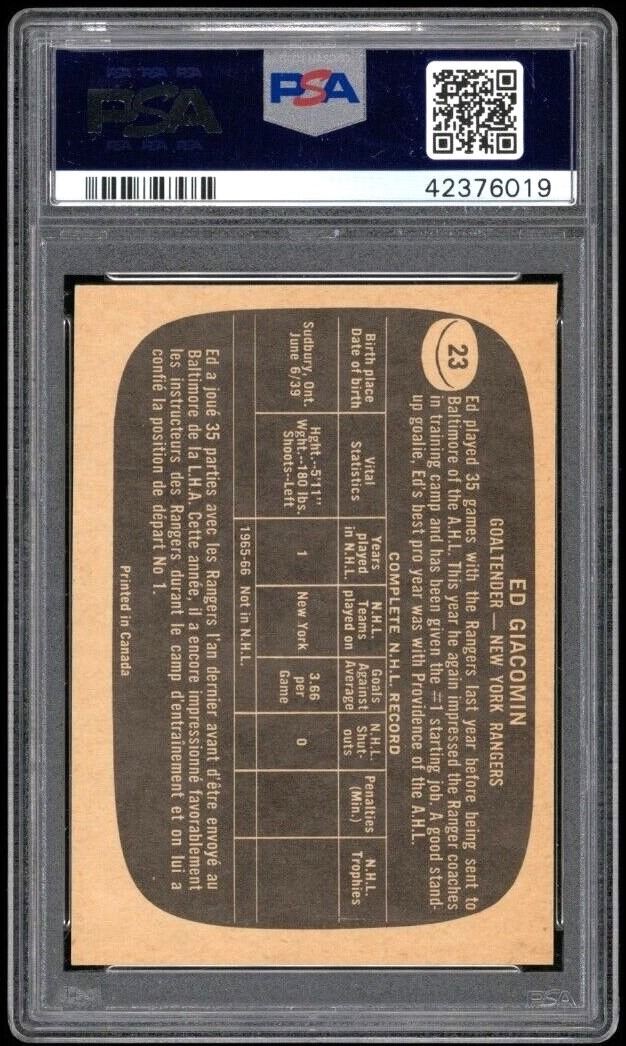 PSA
PSA
PSA PSA PSA
PSA PSA PSA
42376019
23
ED GIACOMIN
GOALTENDER — NEW YORK RANGERS
Ed played 35 games with the Rangers last year before being sent to
Baltimore of the A.H.L. This year he again impressed the Ranger coaches
in training camp and has been given the #1 starting job. A good stand-
up goalie, Ed's best pro year was with Providence of the A.H.L.
COMPLETE N.H.L. RECORD
Birth place
Date of birth
Vital
Statistics
Years
played
in N.H.L.
N.H.L.
Teams
played on
Goals
Against
Average
N.H.L.
Shut-
outs
Penalties
(Min.)
N.H.L.
Trophies
Sudbury, Ont.
June 6/39
Hght.--5'11"
Wght.--180 lbs.
Shoots--Left
1
New York
3.66
per
Game
0
1965-66 Not in N.H.L.
Ed a joué 35 parties avec les Rangers l'an dernier avant d'être envoyé au
Baltimore de la L.H.A. Cette année, il a encore impressionné favorablement
les instructeurs des Rangers durant le camp d'entrainement et on lui a
confié la position de départ No 1.
Printed in Canada
PSA